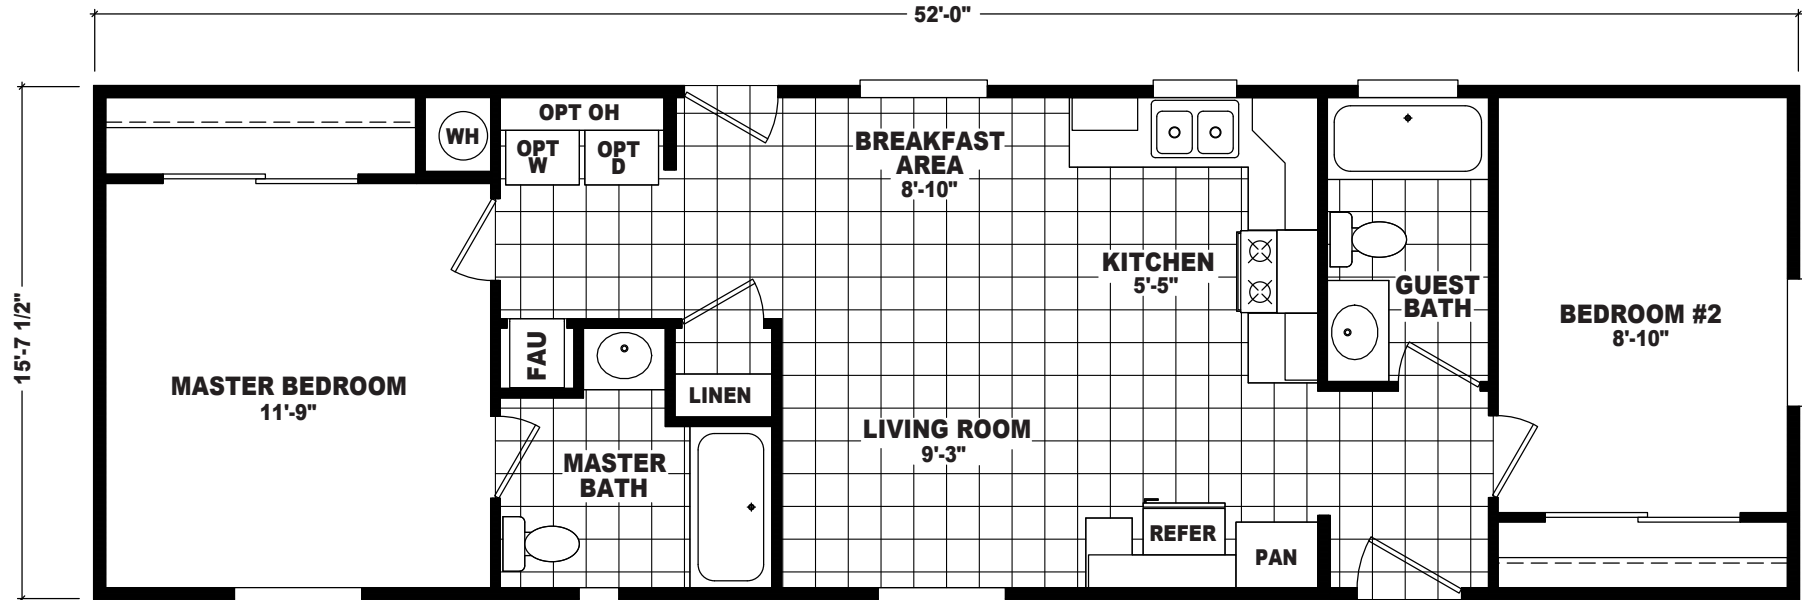 52'-0"
15'-7 1/2"
WH
OPT OH
OPT
W
OPT
D
BREAKFAST
AREA
8'-10"
KITCHEN
5'-5"
GUEST
BATH
BEDROOM #2
8'-10"
FAU
MASTER BEDROOM
11'-9"
LINEN
LIVING ROOM
9'-3"
MASTER
BATH
REFER
PAN